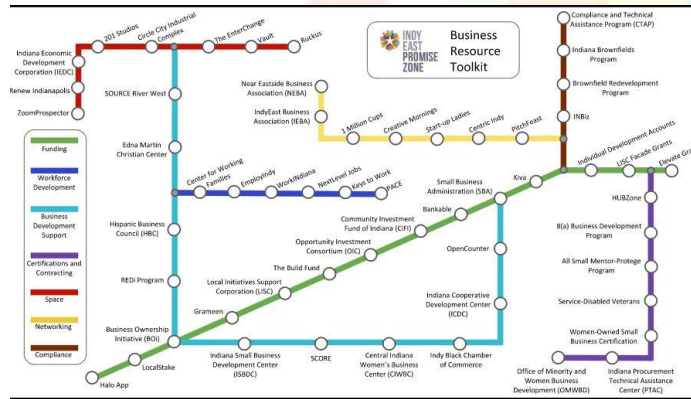 INDY
EAST
PROMISE
ZONE
Business
Resource
Toolkit
201 Studios
Circle City Industrial
Complex
The EnterChange
Vault
Ruckus
Indiana Economic
Development
Corporation (IEDC)
Renew Indianapolis
ZoomProspector
Funding
Workforce
Development
Business
Development
Support
Certifications and
Contracting
Space
Networking
Compliance
SOURCE River West
Edna Martin
Christian Center
Center for Working
Families
EmployIndy
WorkINdiana
NextLevel Jobs
Keys to Work
PACE
Hispanic Business
Council (HBC)
REDi Program
Business Ownership
Initiative (BOI)
LocalStake
Halo App
Near Eastside Business
Association (NEBA)
IndyEast Business
Association (IEBA)
1 Million Cups
Creative Mornings
Start-up Ladies
Centric Indy
PitchFeast
Compliance and Technical
Assistance Program (CTAP)
Indiana Brownfields
Program
Brownfield Redevelopment
Program
INBiz
Individual Development Accounts
LISC Facade Grants
Elevate Gra
Kiva
Small Business
Administration (SBA)
Bankable
Community Investment
Fund of Indiana (CIFI)
Opportunity Investment
Consortium (OIC)
The Build Fund
Local Initiatives Support
Corporation (LISC)
Grameen
OpenCounter
Indiana Cooperative
Development Center
(ICDC)
Indiana Small Business
Development Center
(ISBDC)
SCORE
Central Indiana
Women's Business
Center (CIWBC)
Indy Black Chamber
of Commerce
HUBZone
8(a) Business Development
Program
All Small Mentor-Protege
Program
Service-Disabled Veterans
Women-Owned Small
Business Certification
Office of Minority and
Women Business
Development (OMWBD)
Indiana Procurement
Technical Assistance
Center (PTAC)